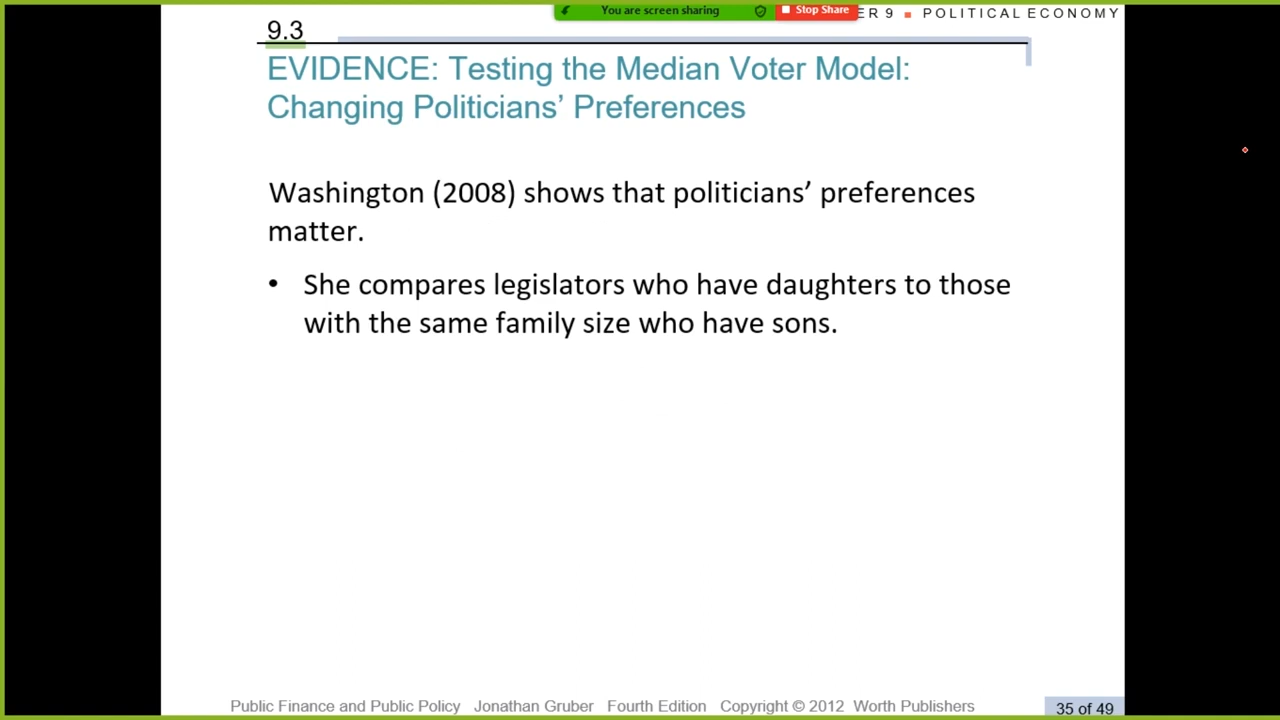 You are screen sharing
Stop Share
ER 9 ■ POLITICAL ECONOMY
9.3
EVIDENCE: Testing the Median Voter Model:
Changing Politicians’ Preferences
Washington (2008) shows that politicians’ preferences
matter.
• She compares legislators who have daughters to those
with the same family size who have sons.
Public Finance and Public Policy Jonathan Gruber Fourth Edition Copyright © 2012 Worth Publishers
35 of 49